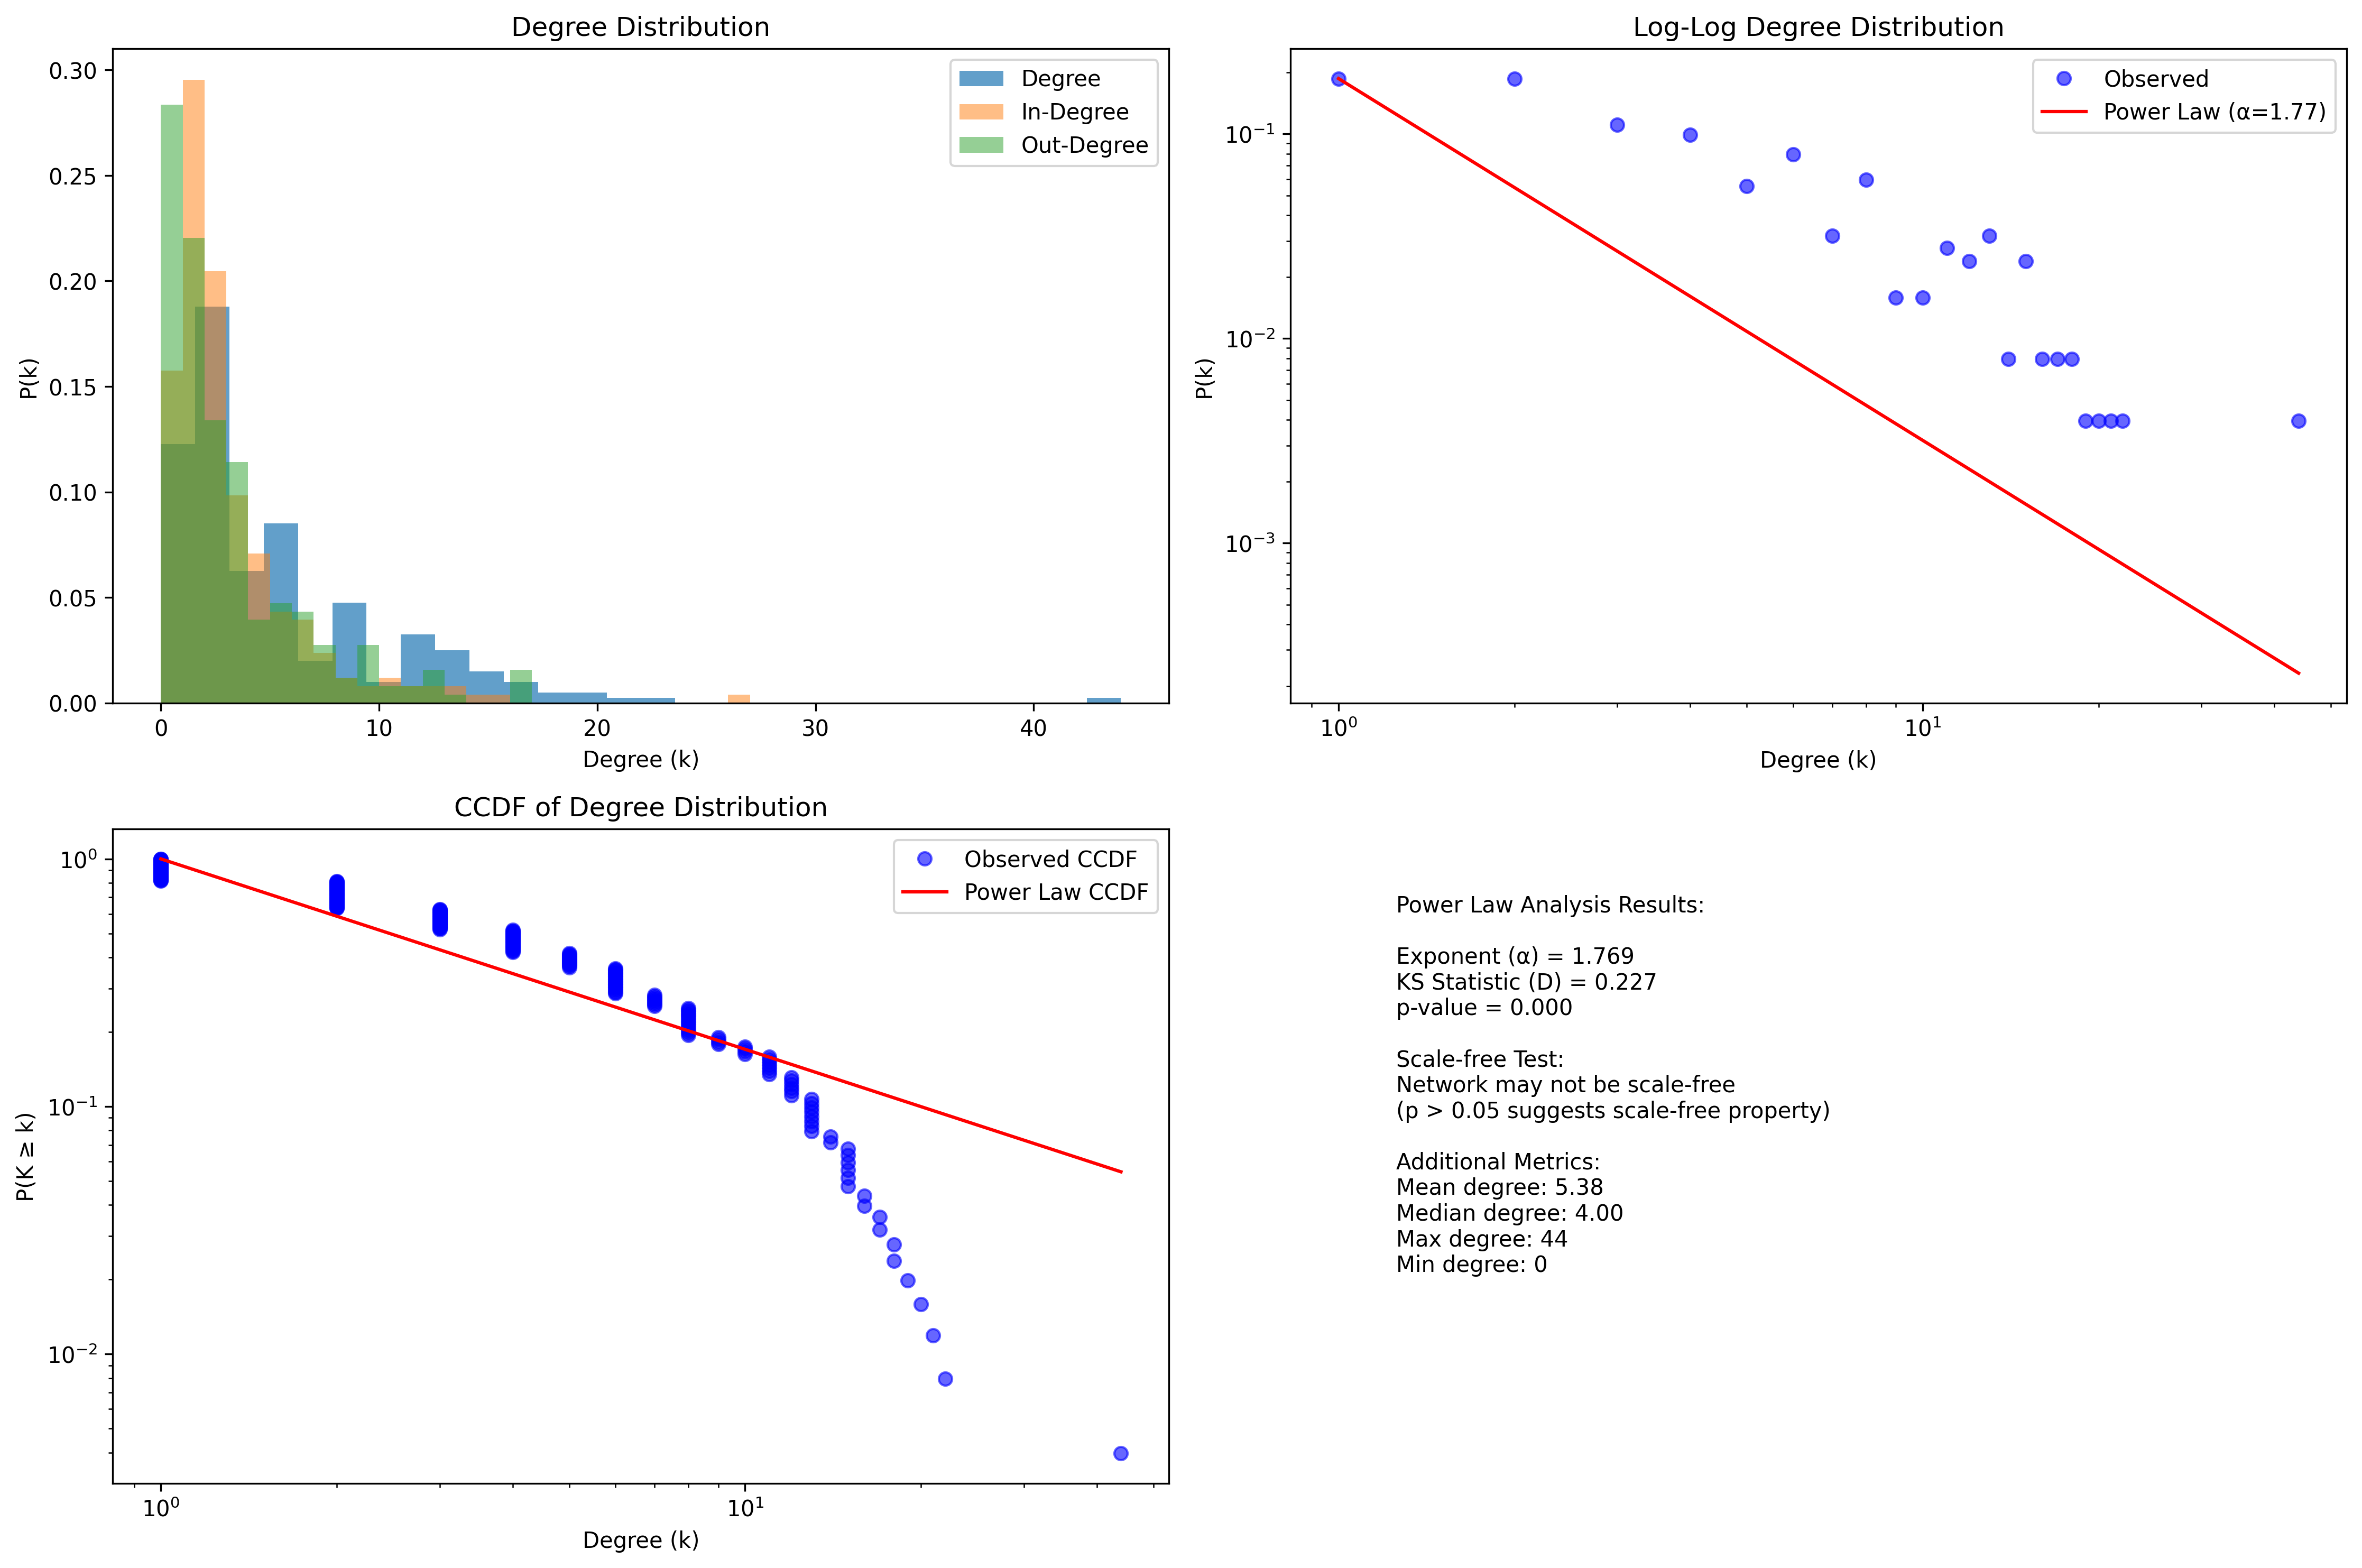 Degree Distribution
0.30
0.25
0.20
0.15
0.10
0.05
0.00
P(k)
0
10
20
30
40
Degree (k)
Degree
In-Degree
Out-Degree
Log-Log Degree Distribution
10⁻¹
10⁻²
10⁻³
P(k)
10⁰
10¹
Degree (k)
Observed
Power Law (α=1.77)
CCDF of Degree Distribution
10⁰
10⁻¹
10⁻²
P(K ≥ k)
10⁰
10¹
Degree (k)
Observed CCDF
Power Law CCDF
Power Law Analysis Results:
Exponent (α) = 1.769
KS Statistic (D) = 0.227
p-value = 0.000
Scale-free Test:
Network may not be scale-free
(p > 0.05 suggests scale-free property)
Additional Metrics:
Mean degree: 5.38
Median degree: 4.00
Max degree: 44
Min degree: 0